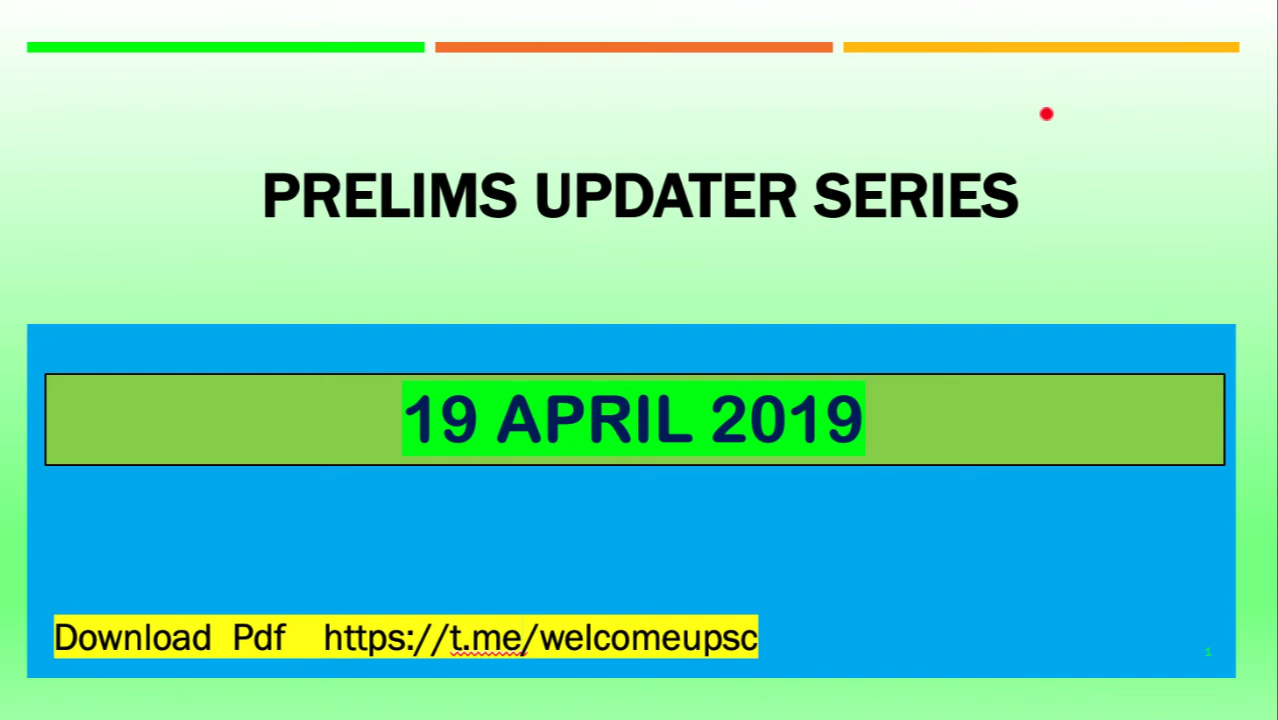 PRELIMS UPDATER SERIES
19 APRIL 2019
Download Pdf https://t.me/welcomeupsc
1